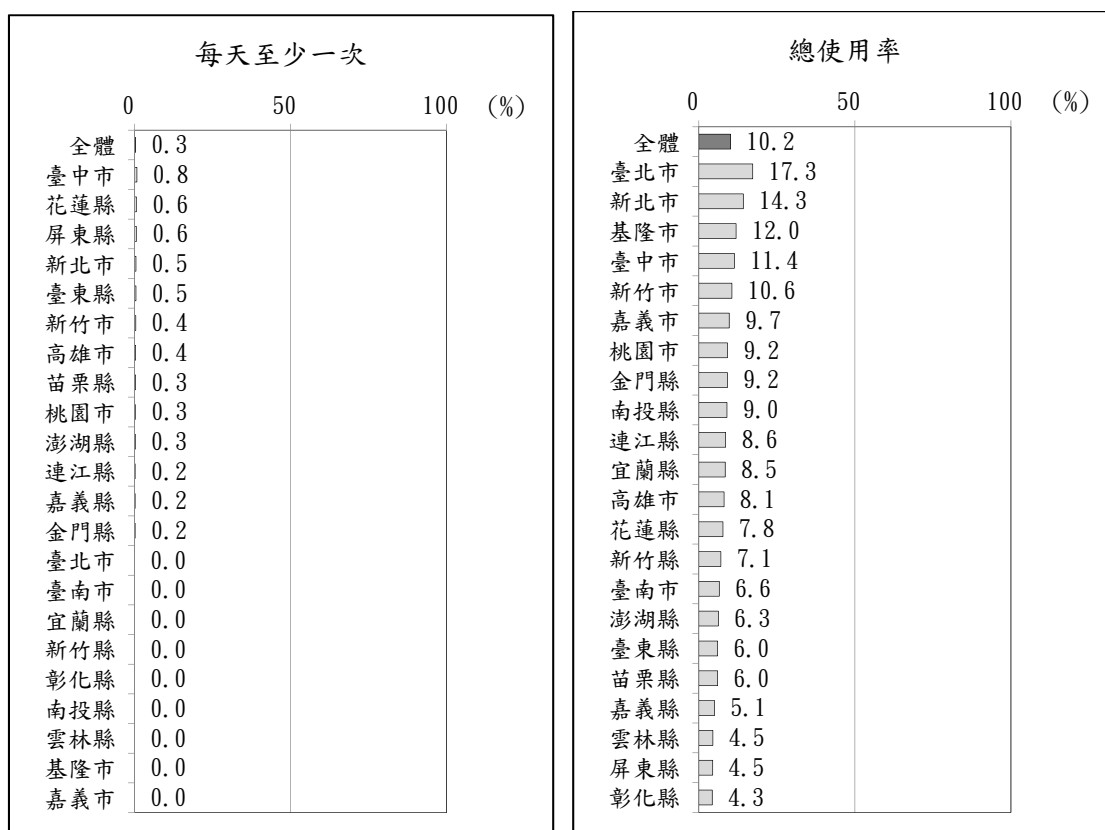 每天至少一次
0 50 100 (%)
全體 0.3
臺中市 0.8
花蓮縣 0.6
屏東縣 0.6
新北市 0.5
臺東縣 0.5
新竹市 0.4
高雄市 0.4
苗栗縣 0.3
桃園市 0.3
澎湖縣 0.3
連江縣 0.2
嘉義縣 0.2
金門縣 0.2
臺北市 0.0
臺南市 0.0
宜蘭縣 0.0
新竹縣 0.0
彰化縣 0.0
南投縣 0.0
雲林縣 0.0
基隆市 0.0
嘉義市 0.0
總使用率
0 50 100 (%)
全體 10.2
臺北市 17.3
新北市 14.3
基隆市 12.0
臺中市 11.4
新竹市 10.6
嘉義市 9.7
桃園市 9.2
金門縣 9.2
南投縣 9.0
連江縣 8.6
宜蘭縣 8.5
高雄市 8.1
花蓮縣 7.8
新竹縣 7.1
臺南市 6.6
澎湖縣 6.3
臺東縣 6.0
苗栗縣 6.0
嘉義縣 5.1
雲林縣 4.5
屏東縣 4.5
彰化縣 4.3